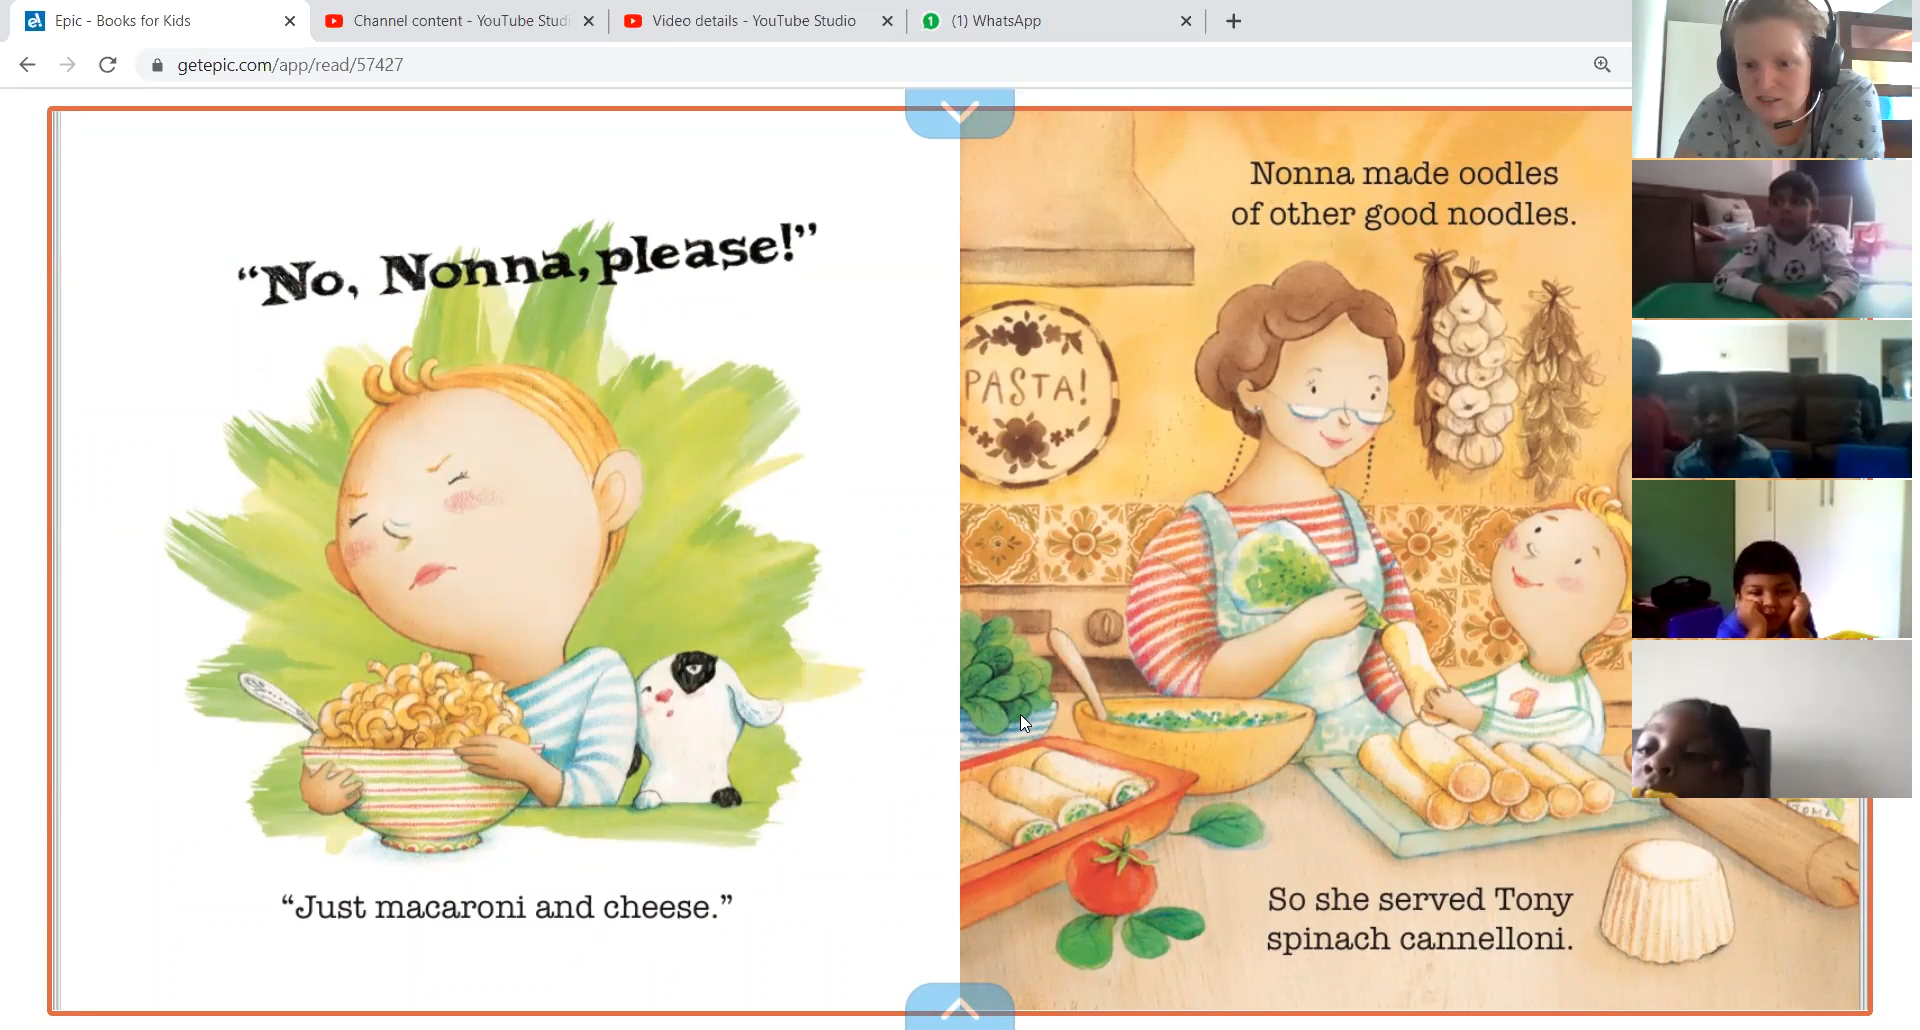 Epic - Books for Kids
Channel content - YouTube Studi
Video details - YouTube Studio
1
(1) WhatsApp
getepic.com/app/read/57427
“No, Nonna, please!”
“Just macaroni and cheese.”
Nonna made oodles
of other good noodles.
PASTA!
1
So she served Tony
spinach cannelloni.